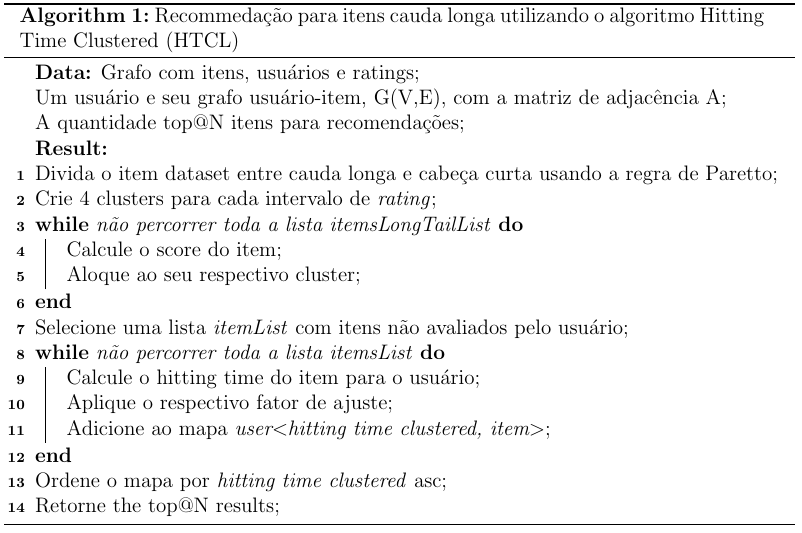 Algorithm 1: Recommedação para itens cauda longa utilizando o algoritmo Hitting
Time Clustered (HTCL)
Data: Grafo com itens, usuários e ratings;
Um usuário e seu grafo usuário-item, G(V,E), com a matriz de adjacência A;
A quantidade top@N itens para recomendações;
Result:
1 Divida o item dataset entre cauda longa e cabeça curta usando a regra de Paretto;
2 Crie 4 clusters para cada intervalo de rating;
3 while não percorrer toda a lista itemsLongTailList do
4 Calcule o score do item;
5 Aloque ao seu respectivo cluster;
6 end
7 Selecione uma lista itemList com itens não avaliados pelo usuário;
8 while não percorrer toda a lista itemsList do
9 Calcule o hitting time do item para o usuário;
10 Aplique o respectivo fator de ajuste;
11 Adicione ao mapa user<hitting time clustered, item>;
12 end
13 Ordene o mapa por hitting time clustered asc;
14 Retorne the top@N results;